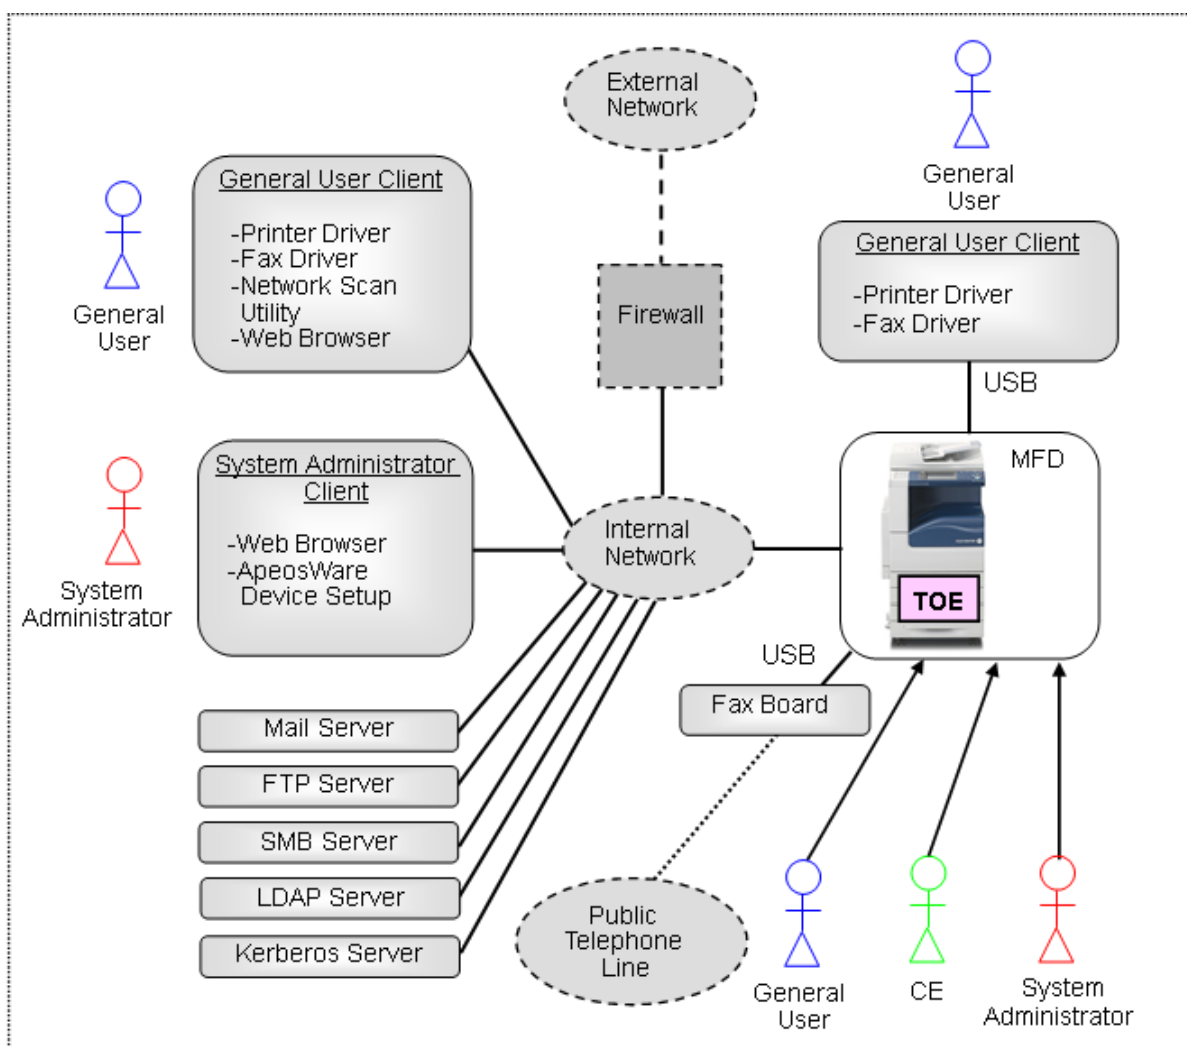 External
Network
General
User
General User Client
-Printer Driver
-Fax Driver
-Network Scan
Utility
-Web Browser
General
User
Firewall
General User Client
-Printer Driver
-Fax Driver
USB
System Administrator
Client
-Web Browser
-ApeosWare
Device Setup
System
Administrator
Internal
Network
MFD
TOE
USB
Fax Board
Mail Server
FTP Server
SMB Server
LDAP Server
Kerberos Server
Public
Telephone
Line
General
User
CE
System
Administrator